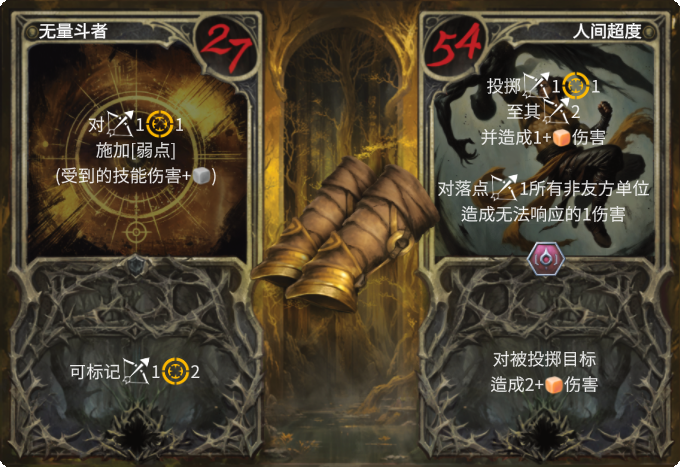 无量斗者
27
对1 1
施加[弱点]
(受到的技能伤害+)
可标记1 2
54
人间超度
投掷1 1
至其2
并造成1+伤害
对落点1所有非友方单位
造成无法响应的1伤害
对被投掷目标
造成2+伤害